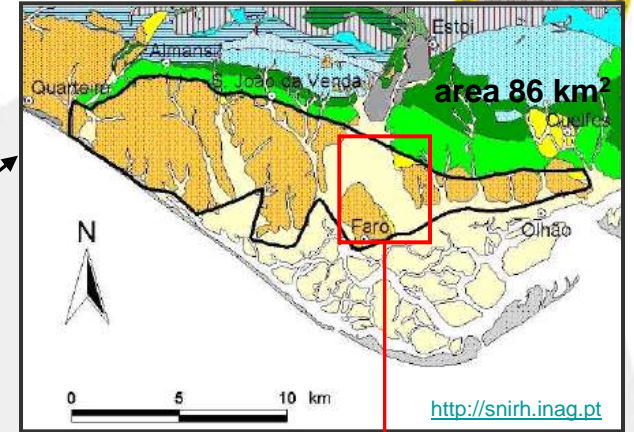 Estoi
Almansil
area 86 km²
Quarteira
S. João da Venda
Quelfes
Faro
Olhão
N
0 5 10 km
http://snirh.inag.pt